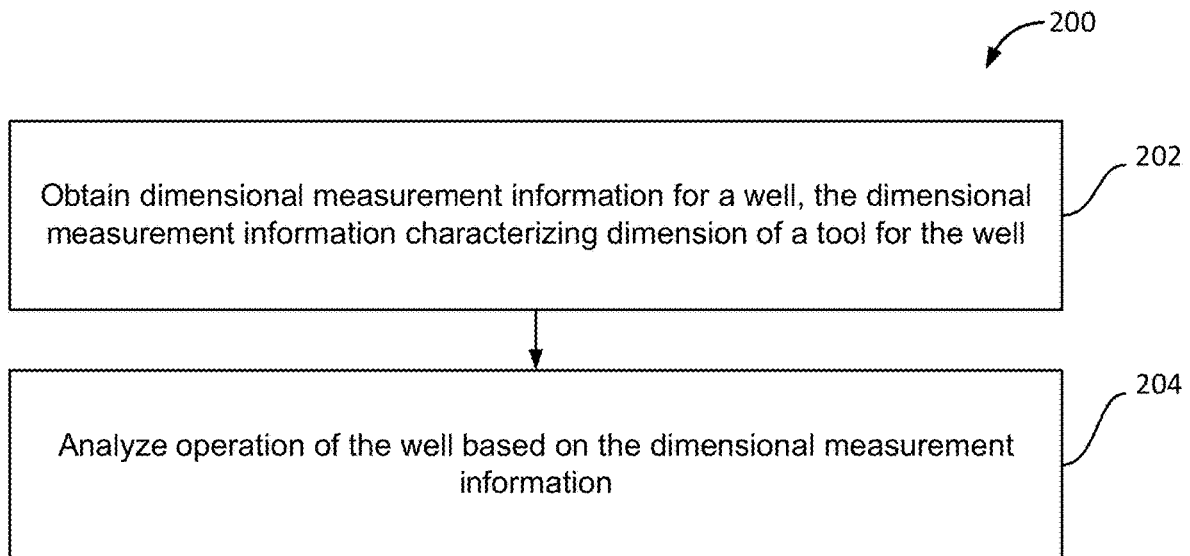 200
202
Obtain dimensional measurement information for a well, the dimensional
measurement information characterizing dimension of a tool for the well
204
Analyze operation of the well based on the dimensional measurement
information